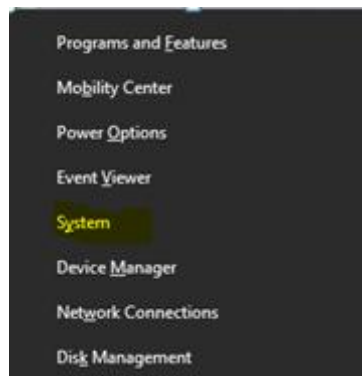 Programs and Features
Mobility Center
Power Options
Event Viewer
System
Device Manager
Network Connections
Disk Management